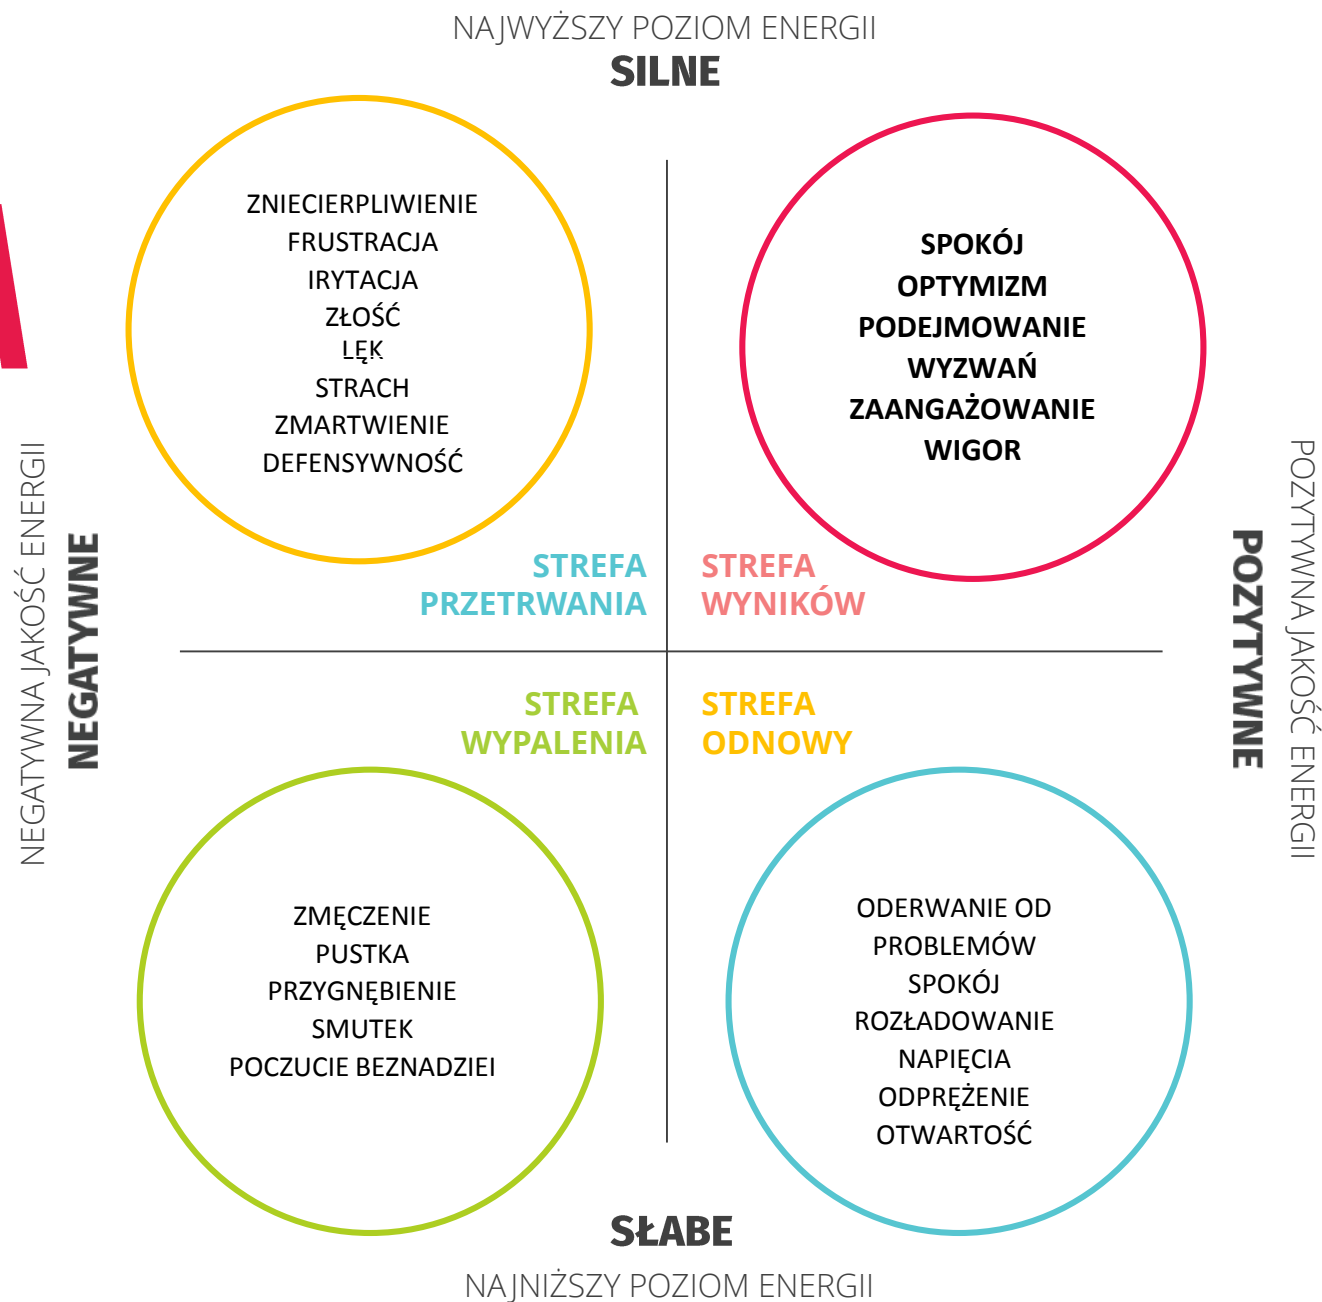 NAJWYŻSZY POZIOM ENERGII
SILNE
ZNIECIERPLIWIENIE
FRUSTRACJA
IRYTACJA
ZŁOŚĆ
LĘK
STRACH
ZMARTWIENIE
DEFENSYWNOŚĆ
SPOKÓJ
OPTYMIZM
PODEJMOWANIE
WYZWAŃ
ZAANGAŻOWANIE
WIGOR
NEGATYWNA JAKOŚĆ ENERGII
NEGATYWNE
STREFA
PRZETRWANIA
STREFA
WYNIKÓW
POZYTYWNE
POZYTYWNA JAKOŚĆ ENERGII
STREFA
WYPALENIA
STREFA
ODNOWY
ZMĘCZENIE
PUSTKA
PRZYGNĘBIENIE
SMUTEK
POCZUCIE BEZNADZIEI
ODERWANIE OD
PROBLEMÓW
SPOKÓJ
ROZŁADOWANIE
NAPIĘCIA
ODPRĘŻENIE
OTWARTOŚĆ
SŁABE
NAJNIŻSZY POZIOM ENERGII